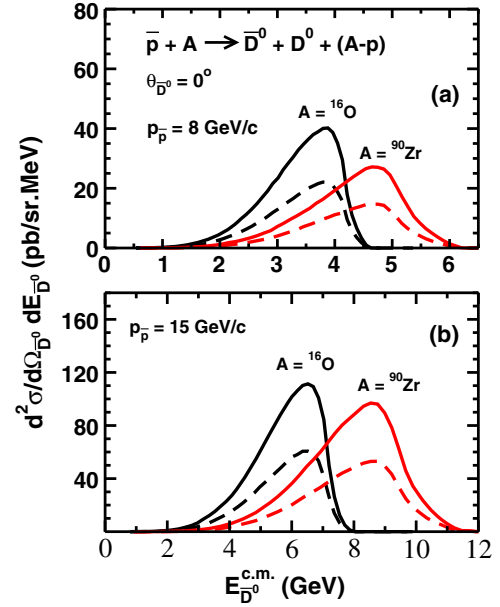 p̅ + A → D̅⁰ + D⁰ + (A-p)
θ_D̅⁰ = 0°
(a)
A = ¹⁶O
p_p̅ = 8 GeV/c
A = ⁹⁰Zr
80
60
40
20
0
1 2 3 4 5 6
d²σ/dΩ_D̅⁰ dE_D̅⁰ (pb/sr.MeV)
p_p̅ = 15 GeV/c
(b)
A = ¹⁶O
A = ⁹⁰Zr
160
120
80
40
0 2 4 6 8 10 12
E_D̅⁰^c.m. (GeV)